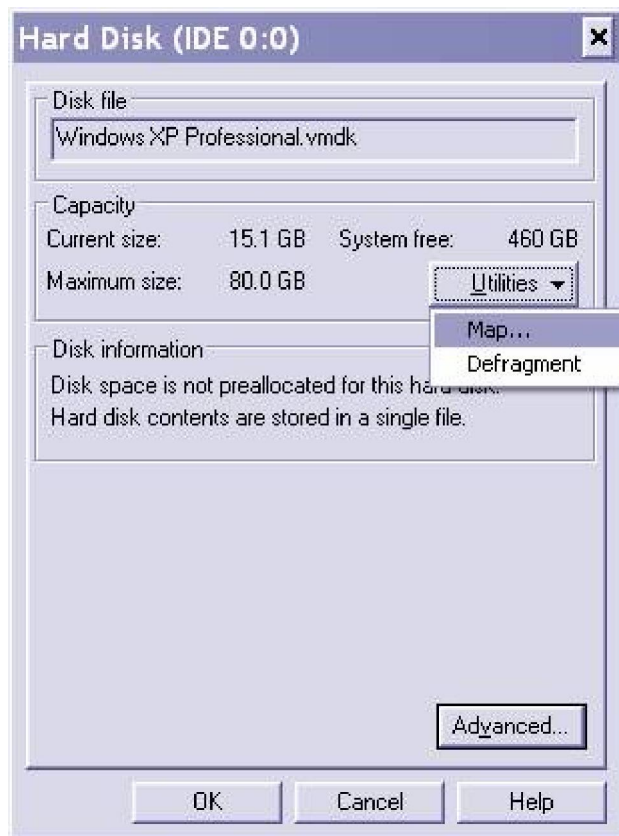 Hard Disk (IDE 0:0)
Disk file
Windows XP Professional.vmdk
Capacity
Current size: 15.1 GB System free: 460 GB
Maximum size: 80.0 GB Utilities
Map...
Defragment
Disk information
Disk space is not preallocated for this hard disk.
Hard disk contents are stored in a single file.
Advanced...
OK Cancel Help